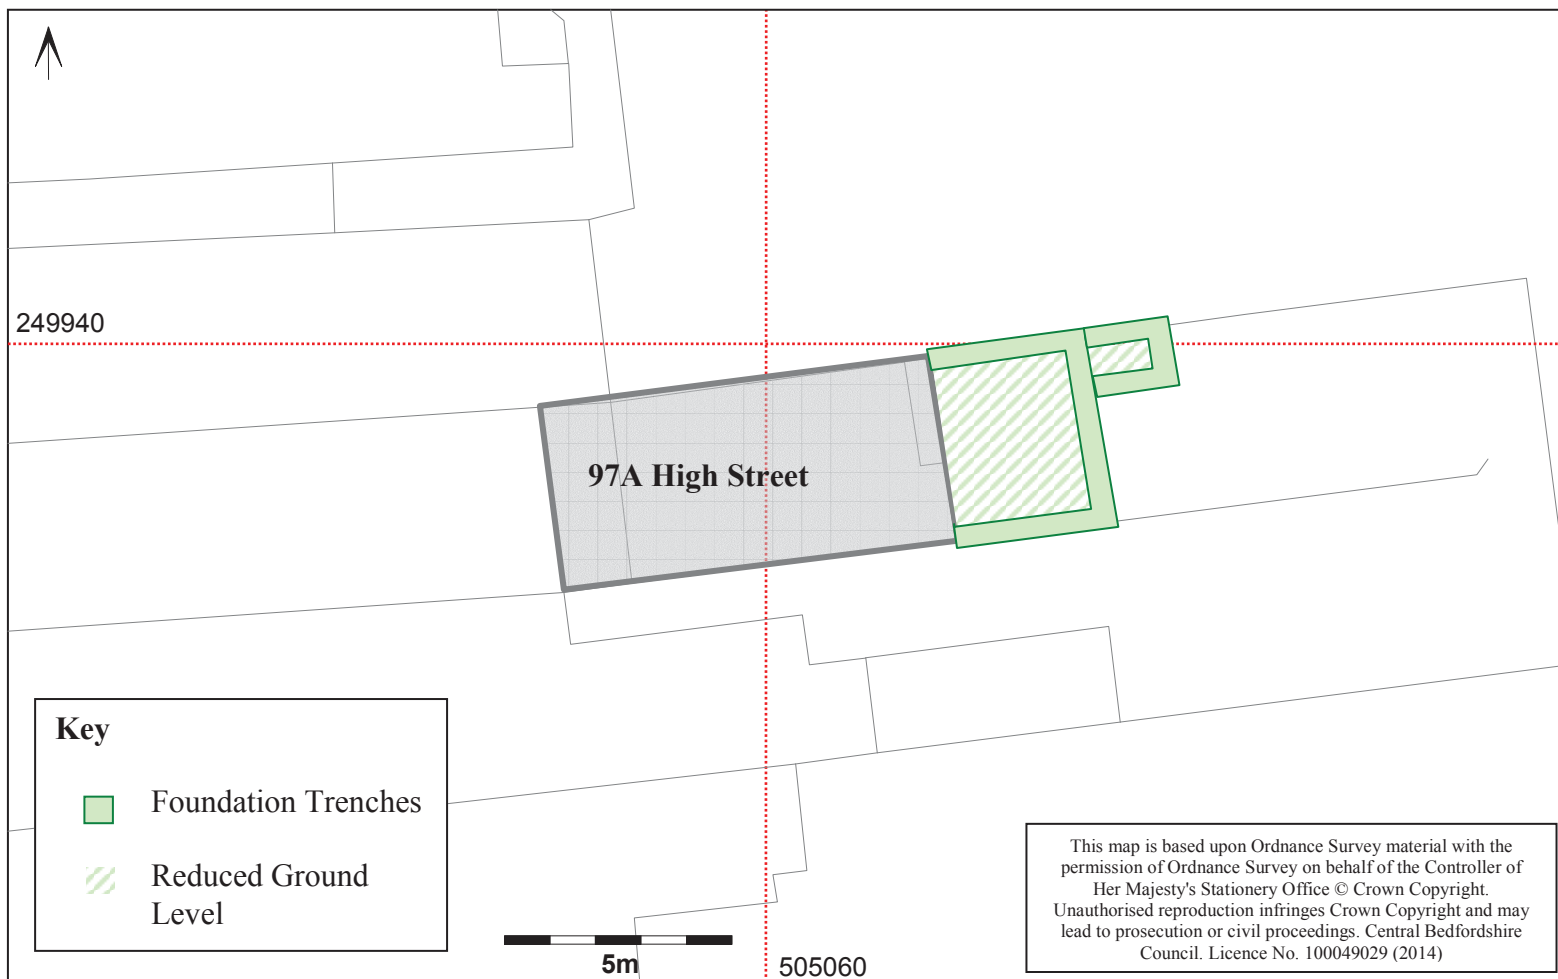 249940
97A High Street
Key
Foundation Trenches
Reduced Ground
Level
5m
505060
This map is based upon Ordnance Survey material with the
permission of Ordnance Survey on behalf of the Controller of
Her Majesty's Stationery Office © Crown Copyright.
Unauthorised reproduction infringes Crown Copyright and may
lead to prosecution or civil proceedings. Central Bedfordshire
Council. Licence No. 100049029 (2014)